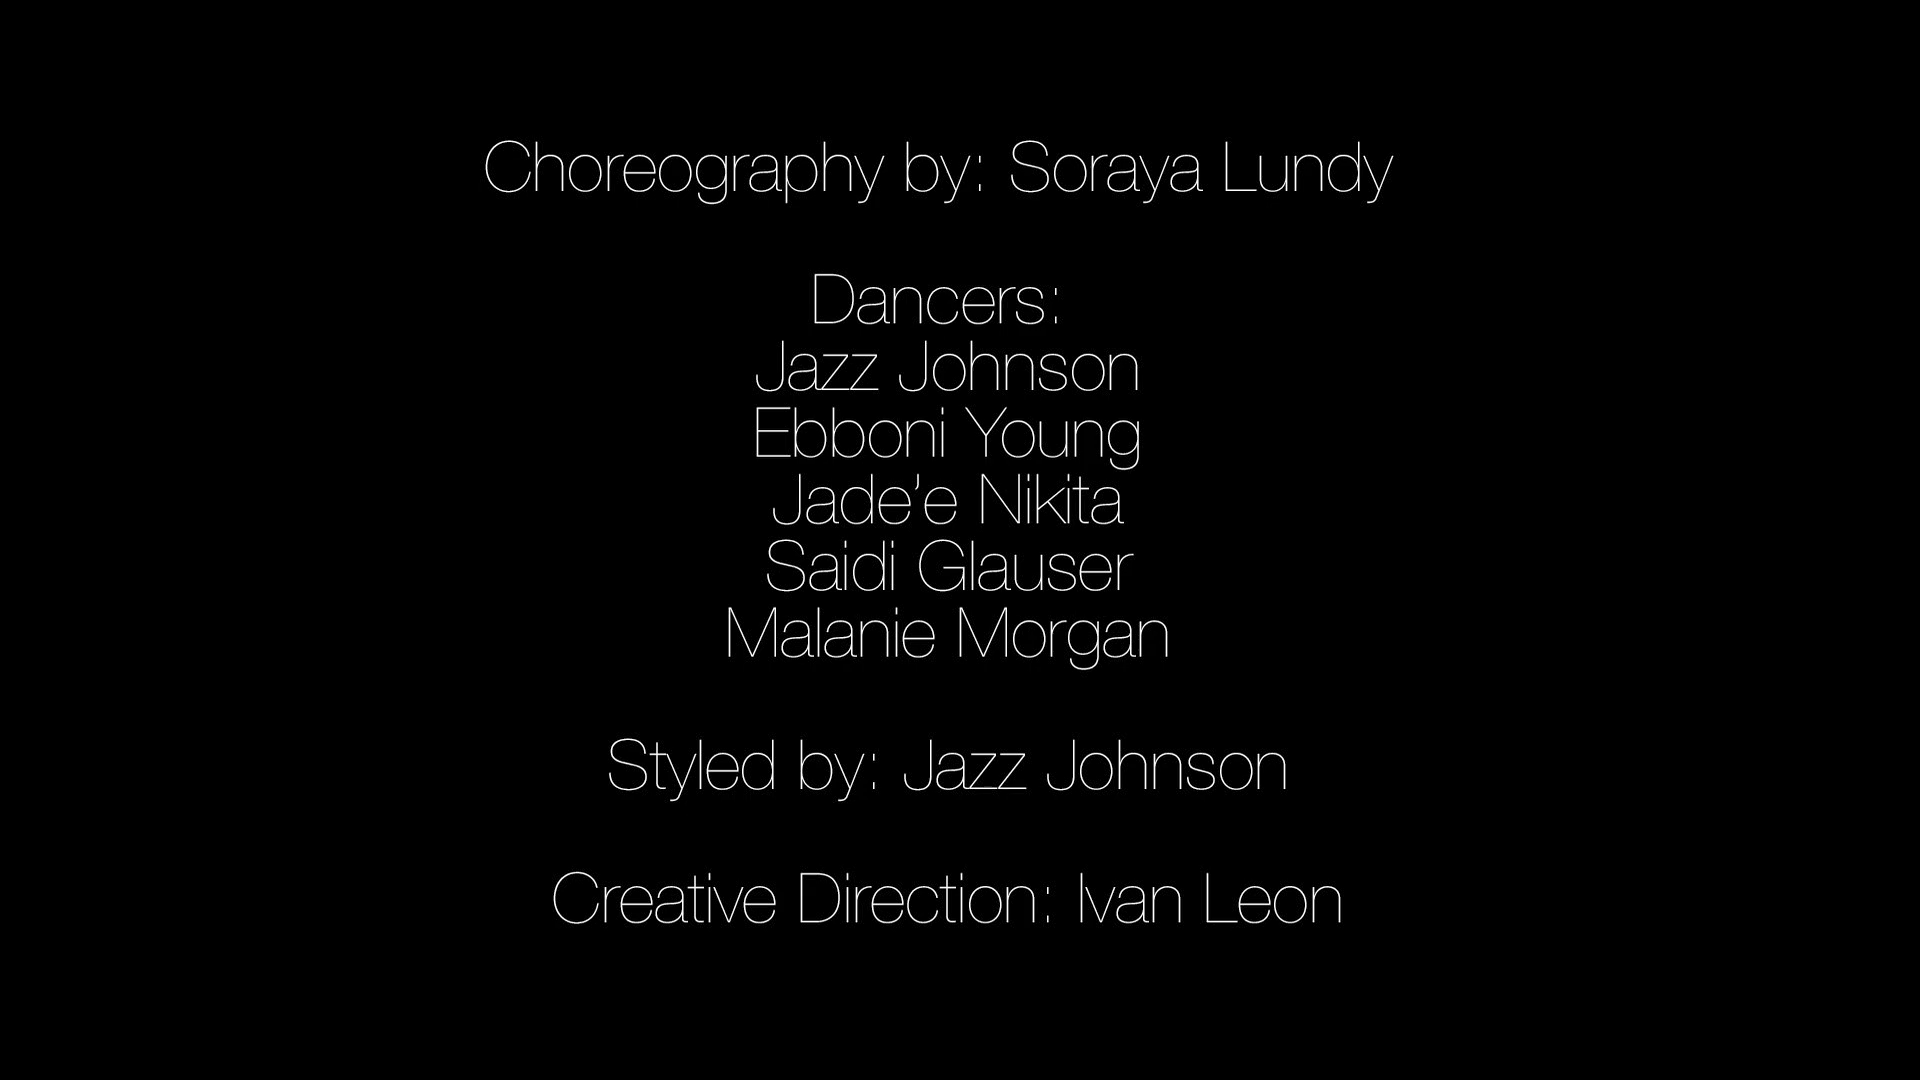 Choreography by: Soraya Lundy
Dancers:
Jazz Johnson
Ebboni Young
Jade’e Nikita
Saidi Glauser
Malanie Morgan
Styled by: Jazz Johnson
Creative Direction: Ivan Leon